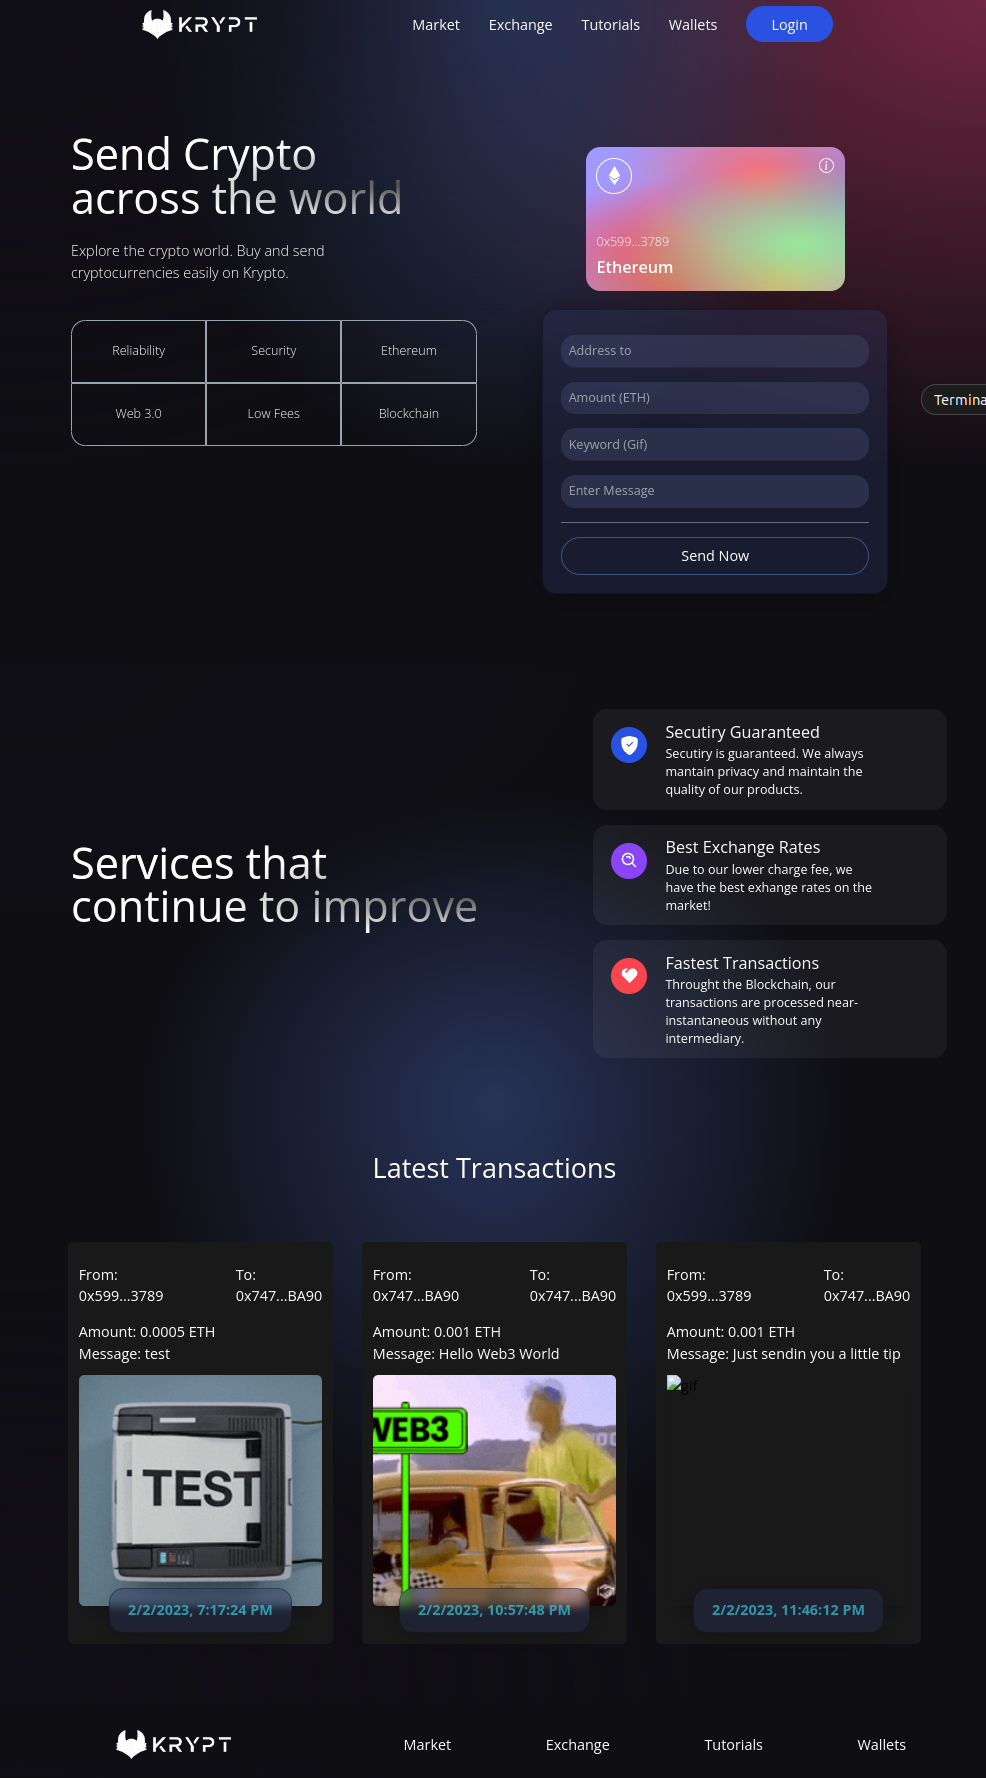 KRYPT
Market
Exchange
Tutorials
Wallets
Login
Send Crypto
across the world
Explore the crypto world. Buy and send
cryptocurrencies easily on Krypto.
Reliability
Security
Ethereum
Web 3.0
Low Fees
Blockchain
0x599...3789
Ethereum
Address to
Amount (ETH)
Keyword (Gif)
Enter Message
Send Now
Termina
Services that
continue to improve
Secutiry Guaranteed
Secutiry is guaranteed. We always
mantain privacy and maintain the
quality of our products.
Best Exchange Rates
Due to our lower charge fee, we
have the best exhange rates on the
market!
Fastest Transactions
Throught the Blockchain, our
transactions are processed near-
instantaneous without any
intermediary.
Latest Transactions
From:
0x599...3789
To:
0x747...BA90
Amount: 0.0005 ETH
Message: test
TEST
2/2/2023, 7:17:24 PM
From:
0x747...BA90
To:
0x747...BA90
Amount: 0.001 ETH
Message: Hello Web3 World
WEB3
2/2/2023, 10:57:48 PM
From:
0x599...3789
To:
0x747...BA90
Amount: 0.001 ETH
Message: Just sendin you a little tip
gif
2/2/2023, 11:46:12 PM
KRYPT
Market
Exchange
Tutorials
Wallets